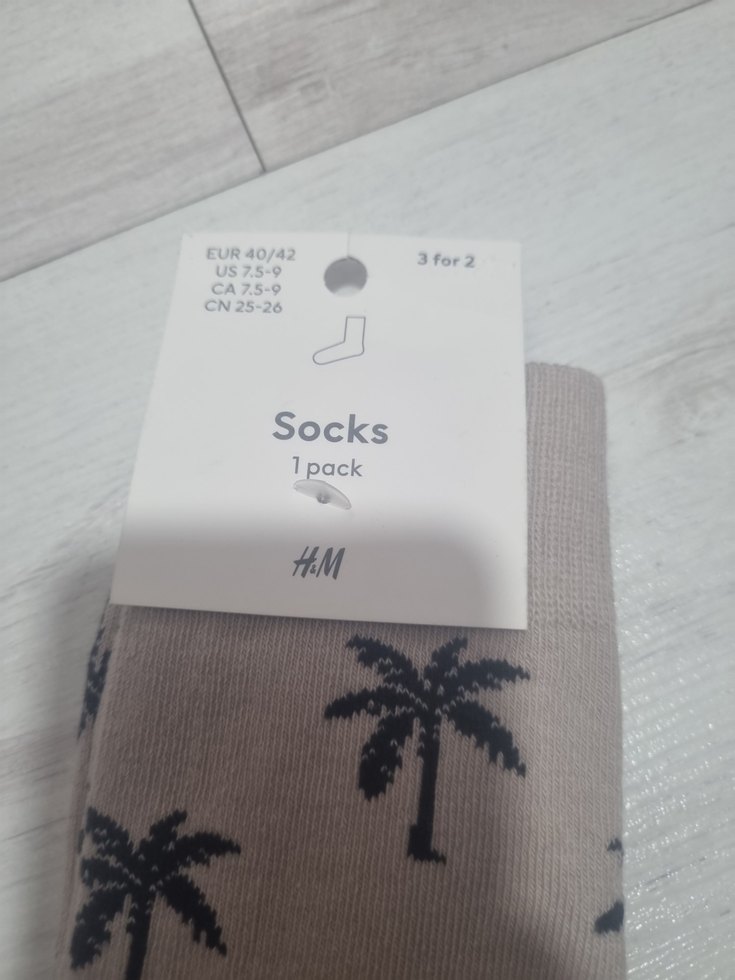 EUR 40/42
US 7.5-9
CA 7.5-9
CN 25-26
3 for 2
Socks
1 pack
H&M